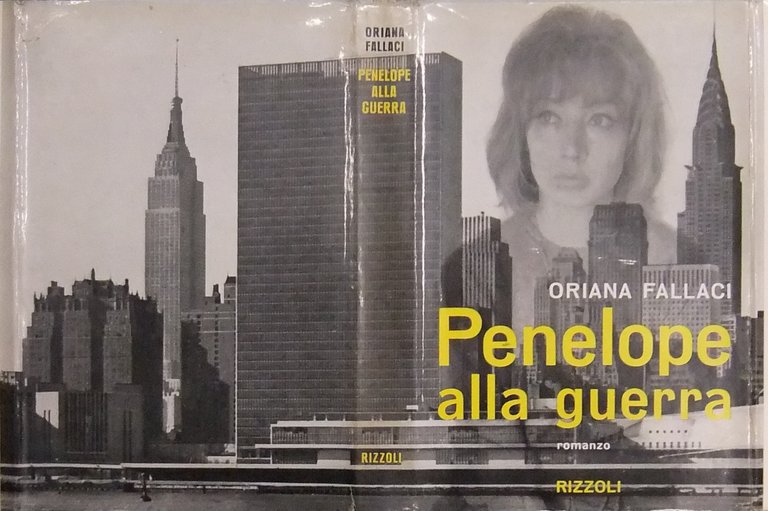 ORIANA
FALLACI
PENELOPE
ALLA
GUERRA
RIZZOLI
ORIANA FALLACI
Penelope
alla guerra
romanzo
RIZZOLI